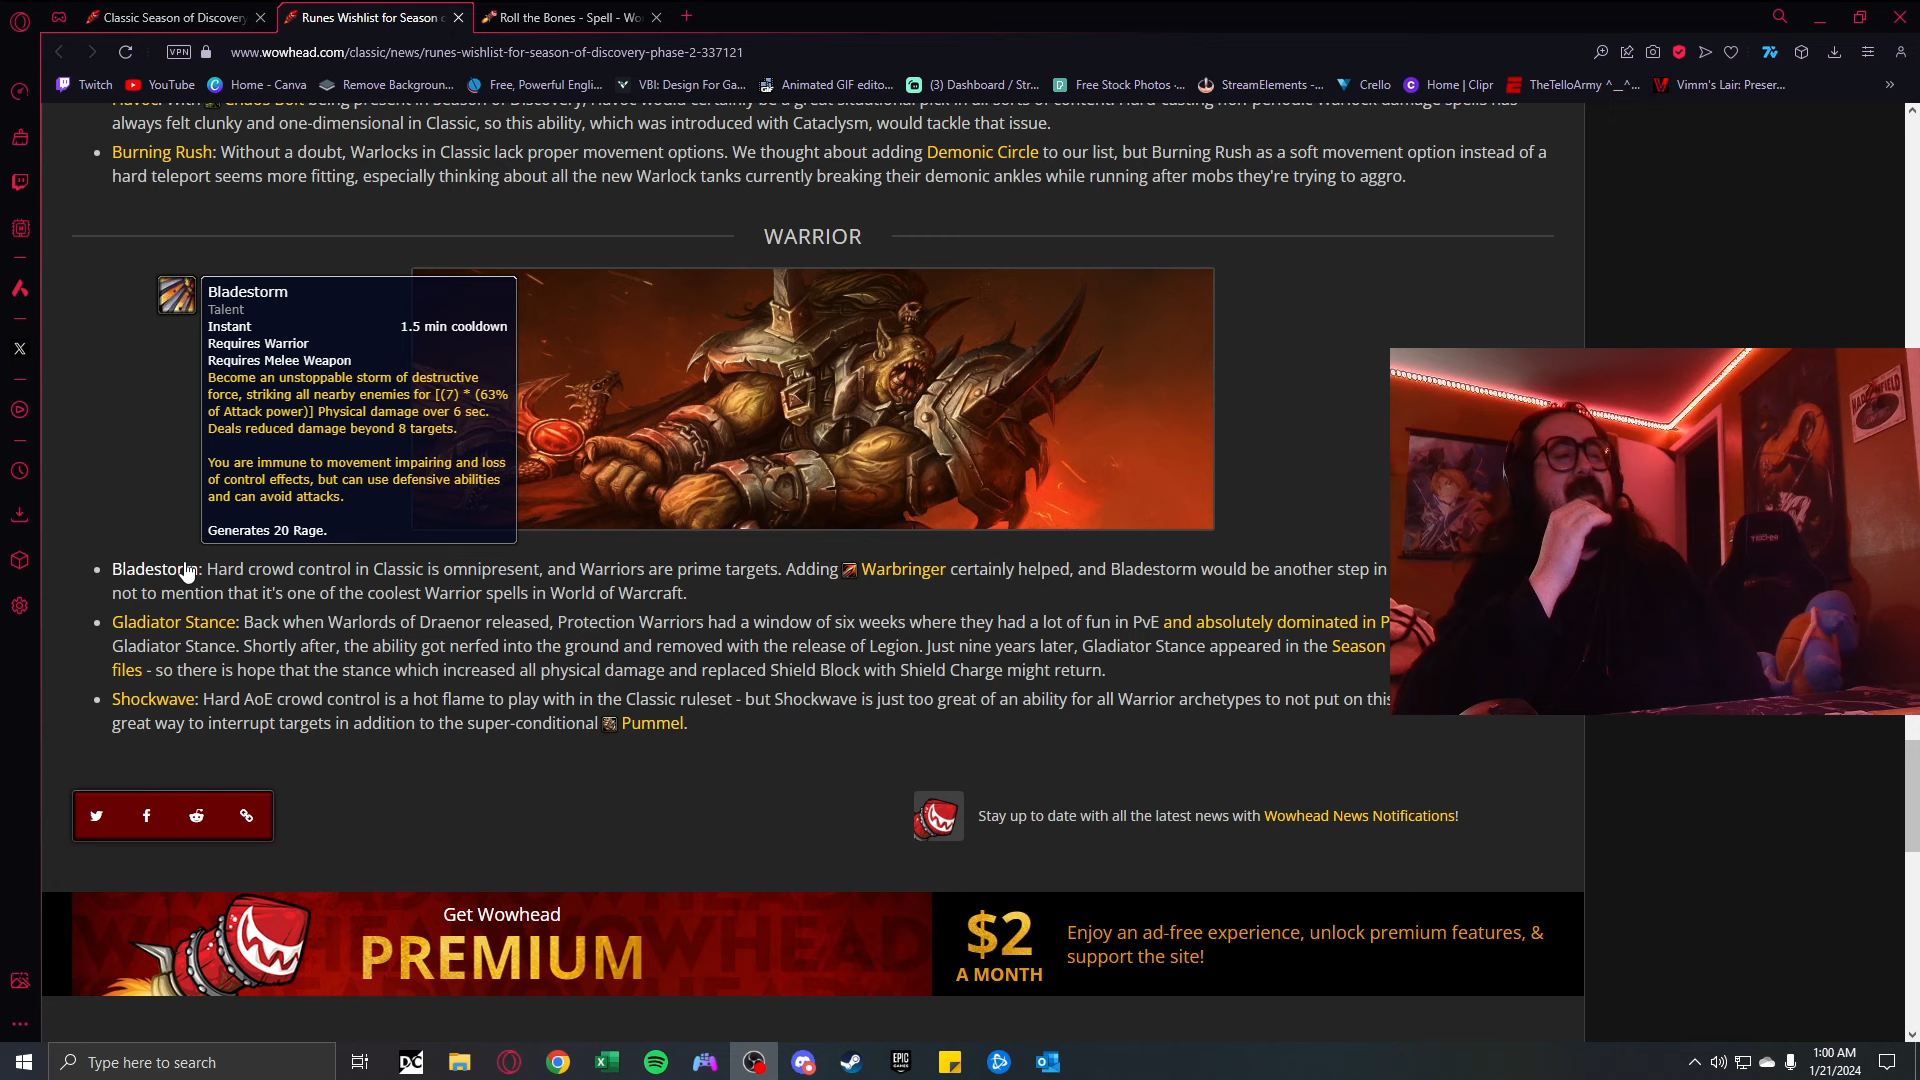 Classic Season of Discovery
Runes Wishlist for Season o
Roll the Bones - Spell - Wo
VPN
www.wowhead.com/classic/news/runes-wishlist-for-season-of-discovery-phase-2-337121
Twitch
YouTube
Home - Canva
Remove Backgroun...
Free, Powerful Engli...
VBI: Design For Ga...
Animated GIF edito...
(3) Dashboard / Str...
Free Stock Photos ·...
StreamElements -...
Crello
Home | Clipr
TheTelloArmy ^_^...
Vimm's Lair: Preser...
always felt clunky and one-dimensional in Classic, so this ability, which was introduced with Cataclysm, would tackle that issue.
Burning Rush: Without a doubt, Warlocks in Classic lack proper movement options. We thought about adding Demonic Circle to our list, but Burning Rush as a soft movement option instead of a
hard teleport seems more fitting, especially thinking about all the new Warlock tanks currently breaking their demonic ankles while running after mobs they're trying to aggro.
WARRIOR
Bladestorm
Talent
Instant 1.5 min cooldown
Requires Warrior
Requires Melee Weapon
Become an unstoppable storm of destructive
force, striking all nearby enemies for [(7) * (63%
of Attack power)] Physical damage over 6 sec.
Deals reduced damage beyond 8 targets.
You are immune to movement impairing and loss
of control effects, but can use defensive abilities
and can avoid attacks.
Generates 20 Rage.
Bladestorm: Hard crowd control in Classic is omnipresent, and Warriors are prime targets. Adding Warbringer certainly helped, and Bladestorm would be another step in
not to mention that it's one of the coolest Warrior spells in World of Warcraft.
Gladiator Stance: Back when Warlords of Draenor released, Protection Warriors had a window of six weeks where they had a lot of fun in PvE and absolutely dominated in P
Gladiator Stance. Shortly after, the ability got nerfed into the ground and removed with the release of Legion. Just nine years later, Gladiator Stance appeared in the Season
files - so there is hope that the stance which increased all physical damage and replaced Shield Block with Shield Charge might return.
Shockwave: Hard AoE crowd control is a hot flame to play with in the Classic ruleset - but Shockwave is just too great of an ability for all Warrior archetypes to not put on this
great way to interrupt targets in addition to the super-conditional Pummel.
Stay up to date with all the latest news with Wowhead News Notifications!
Get Wowhead
PREMIUM
$2
A MONTH
Enjoy an ad-free experience, unlock premium features, &
support the site!
Type here to search
DC
EPIC
GAMES
1:00 AM
1/21/2024